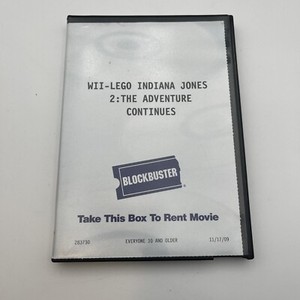 WII-LEGO INDIANA JONES
2:THE ADVENTURE
CONTINUES
BLOCKBUSTER
Take This Box To Rent Movie
EVERYONE 10 AND OLDER 11/17/09